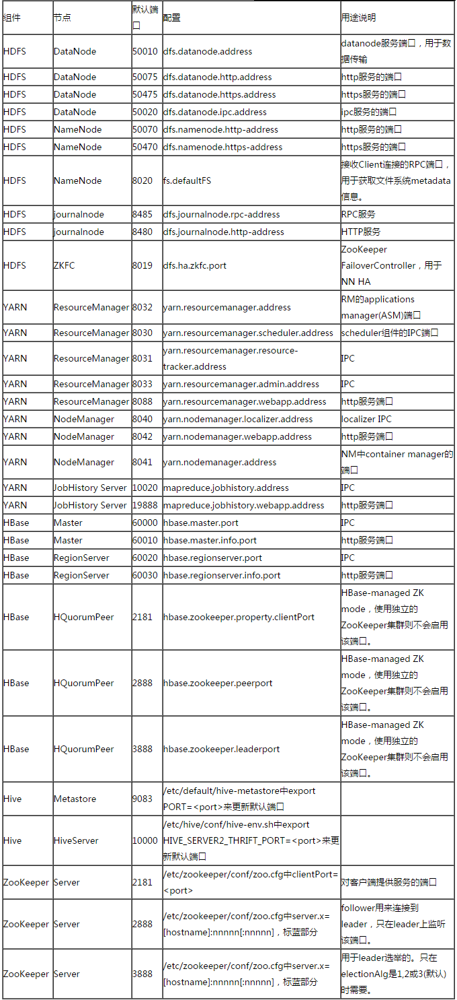 组件 节点 默认端口 配置 用途说明
HDFS DataNode 50010 dfs.datanode.address datanode服务端口，用于数据传输
HDFS DataNode 50075 dfs.datanode.http.address http服务的端口
HDFS DataNode 50475 dfs.datanode.https.address https服务的端口
HDFS DataNode 50020 dfs.datanode.ipc.address ipc服务的端口
HDFS NameNode 50070 dfs.namenode.http-address http服务的端口
HDFS NameNode 50470 dfs.namenode.https-address https服务的端口
HDFS NameNode 8020 fs.defaultFS 接收Client连接的RPC端口，用于获取文件系统metadata信息。
HDFS journalnode 8485 dfs.journalnode.rpc-address RPC服务
HDFS journalnode 8480 dfs.journalnode.http-address HTTP服务
HDFS ZKFC 8019 dfs.ha.zkfc.port ZooKeeper FailoverController，用于NN HA
YARN ResourceManager 8032 yarn.resourcemanager.address RM的applications manager(ASM)端口
YARN ResourceManager 8030 yarn.resourcemanager.scheduler.address scheduler组件的IPC端口
YARN ResourceManager 8031 yarn.resourcemanager.resource-tracker.address IPC
YARN ResourceManager 8033 yarn.resourcemanager.admin.address IPC
YARN ResourceManager 8088 yarn.resourcemanager.webapp.address http服务端口
YARN NodeManager 8040 yarn.nodemanager.localizer.address localizer IPC
YARN NodeManager 8042 yarn.nodemanager.webapp.address http服务端口
YARN NodeManager 8041 yarn.nodemanager.address NM中container manager的端口
YARN JobHistory Server 10020 mapreduce.jobhistory.address IPC
YARN JobHistory Server 19888 mapreduce.jobhistory.webapp.address http服务端口
HBase Master 60000 hbase.master.port IPC
HBase Master 60010 hbase.master.info.port http服务端口
HBase RegionServer 60020 hbase.regionserver.port IPC
HBase RegionServer 60030 hbase.regionserver.info.port http服务端口
HBase HQuorumPeer 2181 hbase.zookeeper.property.clientPort HBase-managed ZK mode，使用独立的ZooKeeper集群则不会启用该端口。
HBase HQuorumPeer 2888 hbase.zookeeper.peerport HBase-managed ZK mode，使用独立的ZooKeeper集群则不会启用该端口。
HBase HQuorumPeer 3888 hbase.zookeeper.leaderport HBase-managed ZK mode，使用独立的ZooKeeper集群则不会启用该端口。
Hive Metastore 9083 /etc/default/hive-metastore中export PORT=<port>来更新默认端口
Hive HiveServer 10000 /etc/hive/conf/hive-env.sh中export HIVE_SERVER2_THRIFT_PORT=<port>来更新默认端口
ZooKeeper Server 2181 /etc/zookeeper/conf/zoo.cfg中clientPort=<port> 对客户端提供服务的端口
ZooKeeper Server 2888 /etc/zookeeper/conf/zoo.cfg中server.x=[hostname]:nnnnn[:nnnnn]，标蓝部分 follower用来连接到leader，只在leader上监听该端口。
ZooKeeper Server 3888 /etc/zookeeper/conf/zoo.cfg中server.x=[hostname]:nnnnn[:nnnnn]，标蓝部分 用于leader选举的。只在electionAlg是1,2或3(默认)时需要。